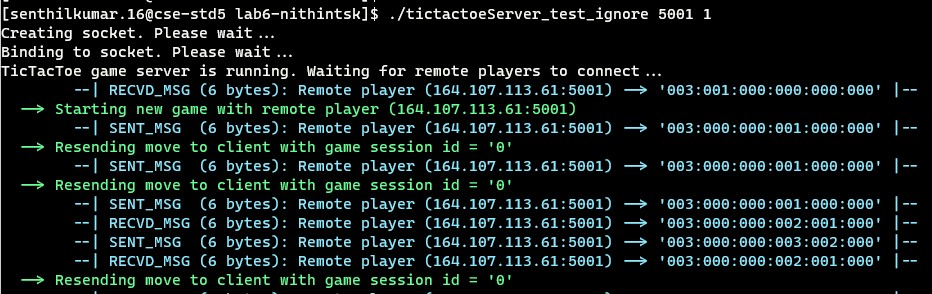 [senthilkumar.16@cse-std5 lab6-nithintsk]$ ./tictactoeServer_test_ignore 5001 1
Creating socket. Please wait...
Binding to socket. Please wait...
TicTacToe game server is running. Waiting for remote players to connect...
--| RECVD_MSG (6 bytes): Remote player (164.107.113.61:5001) --> '003:001:000:000:000:000' |--
--> Starting new game with remote player (164.107.113.61:5001)
--| SENT_MSG  (6 bytes): Remote player (164.107.113.61:5001) --> '003:000:000:001:000:000' |--
--> Resending move to client with game session id = '0'
--| SENT_MSG  (6 bytes): Remote player (164.107.113.61:5001) --> '003:000:000:001:000:000' |--
--> Resending move to client with game session id = '0'
--| SENT_MSG  (6 bytes): Remote player (164.107.113.61:5001) --> '003:000:000:001:000:000' |--
--| RECVD_MSG (6 bytes): Remote player (164.107.113.61:5001) --> '003:000:000:002:001:000' |--
--| SENT_MSG  (6 bytes): Remote player (164.107.113.61:5001) --> '003:000:000:003:002:000' |--
--| RECVD_MSG (6 bytes): Remote player (164.107.113.61:5001) --> '003:000:000:002:001:000' |--
--> Resending move to client with game session id = '0'